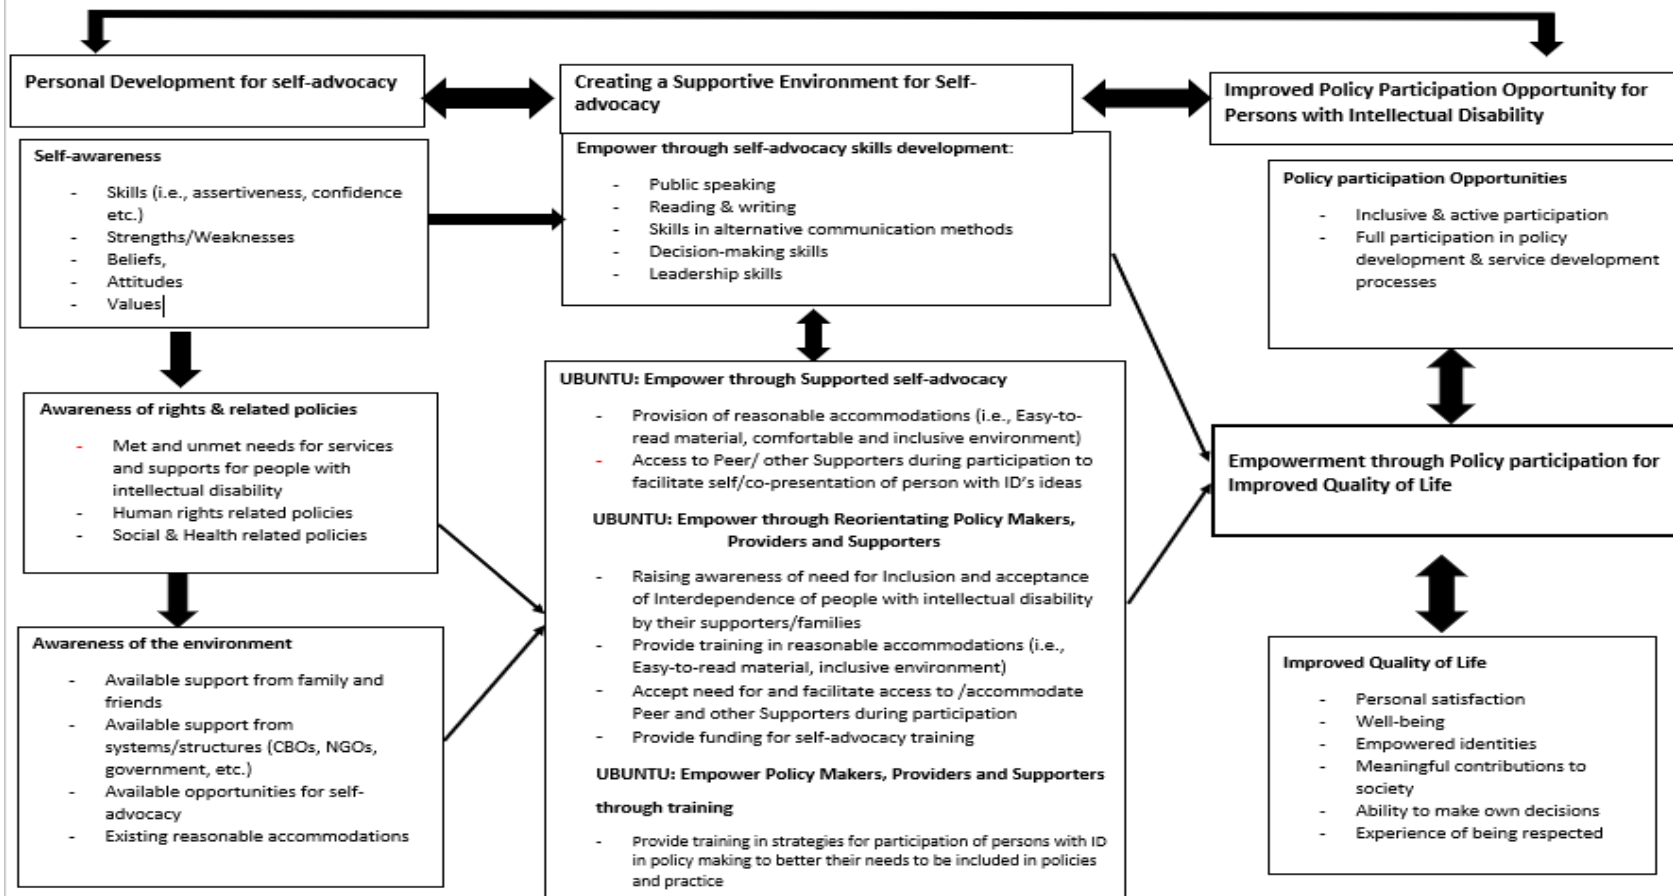 Personal Development for self-advocacy
Creating a Supportive Environment for Self-
advocacy
Improved Policy Participation Opportunity for
Persons with Intellectual Disability
Self-awareness
- Skills (i.e., assertiveness, confidence
etc.)
- Strengths/Weaknesses
- Beliefs,
- Attitudes
- Values
Awareness of rights & related policies
- Met and unmet needs for services
and supports for people with
intellectual disability
- Human rights related policies
- Social & Health related policies
Awareness of the environment
- Available support from family and
friends
- Available support from
systems/structures (CBOs, NGOs,
government, etc.)
- Available opportunities for self-
advocacy
- Existing reasonable accommodations
Empower through self-advocacy skills development:
- Public speaking
- Reading & writing
- Skills in alternative communication methods
- Decision-making skills
- Leadership skills
UBUNTU: Empower through Supported self-advocacy
- Provision of reasonable accommodations (i.e., Easy-to-
read material, comfortable and inclusive environment)
- Access to Peer/ other Supporters during participation to
facilitate self/co-presentation of person with ID's ideas
UBUNTU: Empower through Reorientating Policy Makers,
Providers and Supporters
- Raising awareness of need for Inclusion and acceptance
of Interdependence of people with intellectual disability
by their supporters/families
- Provide training in reasonable accommodations (i.e.,
Easy-to-read material, inclusive environment)
- Accept need for and facilitate access to /accommodate
Peer and other Supporters during participation
- Provide funding for self-advocacy training
UBUNTU: Empower Policy Makers, Providers and Supporters
through training
- Provide training in strategies for participation of persons with ID
in policy making to better their needs to be included in policies
and practice
Policy participation Opportunities
- Inclusive & active participation
- Full participation in policy
development & service development
processes
Empowerment through Policy participation for
Improved Quality of Life
Improved Quality of Life
- Personal satisfaction
- Well-being
- Empowered identities
- Meaningful contributions to
society
- Ability to make own decisions
- Experience of being respected